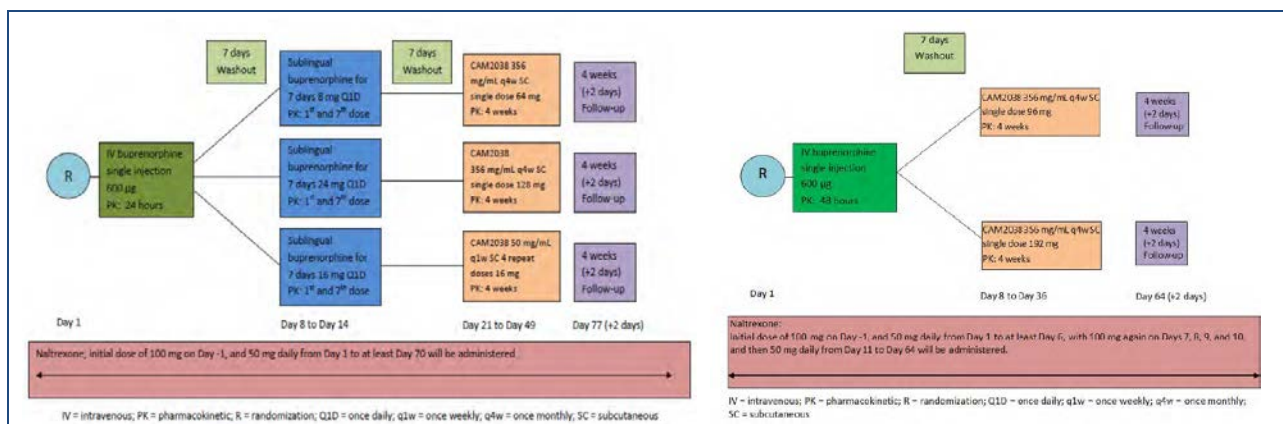 7 days
Washout
7 days
Washout
R
IV buprenorphine
single injection
600 µg
PK: 24 hours
Sublingual
buprenorphine for
7 days 8 mg Q1D
PK: 1st and 7th dose
CAM2038 356
mg/mL q4w SC
single dose 64 mg
PK: 4 weeks
4 weeks
(+2 days)
Follow-up
Sublingual
buprenorphine for
7 days 24 mg Q1D
PK: 1st and 7th dose
CAM2038
356 mg/mL q4w SC
single dose 128 mg
PK: 4 weeks
4 weeks
(+2 days)
Follow-up
Sublingual
buprenorphine for
7 days 16 mg Q1D
PK: 1st and 7th dose
CAM2038 50 mg/mL
q1w SC 4 repeat
doses 16 mg
PK: 4 weeks
4 weeks
(+2 days)
Follow-up
Day 1
Day 8 to Day 14
Day 21 to Day 49
Day 77 (+2 days)
Naltrexone, initial dose of 100 mg on Day -1, and 50 mg daily from Day 1 to at least Day 70 will be administered.
IV = intravenous; PK = pharmacokinetic; R = randomization; Q1D = once daily; q1w = once weekly; q4w = once monthly; SC = subcutaneous
7 days
Washout
R
IV buprenorphine
single injection
600 µg
PK: 48 hours
CAM2038 356 mg/mL q4w SC
single dose 96 mg
PK: 4 weeks
4 weeks
(+2 days)
Follow-up
CAM2038 356 mg/mL q4w SC
single dose 192 mg
PK: 4 weeks
4 weeks
(+2 days)
Follow-up
Day 1
Day 8 to Day 36
Day 64 (+2 days)
Naltrexone:
Initial dose of 100 mg on Day -1, and 50 mg daily from Day 1 to at least Day 6, with 100 mg again on Days 7, 8, 9, and 10,
and then 50 mg daily from Day 11 to Day 64 will be administered.
IV = intravenous; PK = pharmacokinetic; R = randomization; Q1D = once daily; q1w = once weekly; q4w = once monthly;
SC = subcutaneous